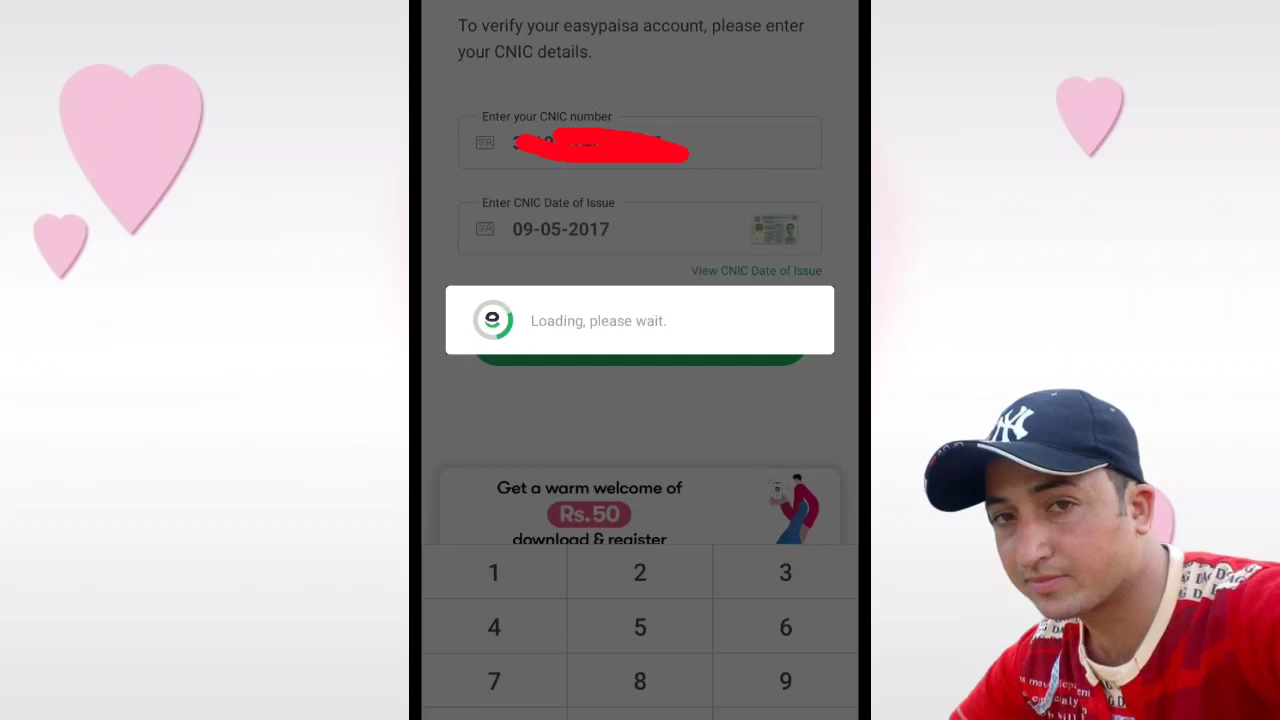 To verify your easypaisa account, please enter
your CNIC details.
Enter your CNIC number
Enter CNIC Date of Issue
09-05-2017
View CNIC Date of Issue
Loading, please wait.
Get a warm welcome of
Rs.50
download & register
1 2 3
4 5 6
7 8 9
NY